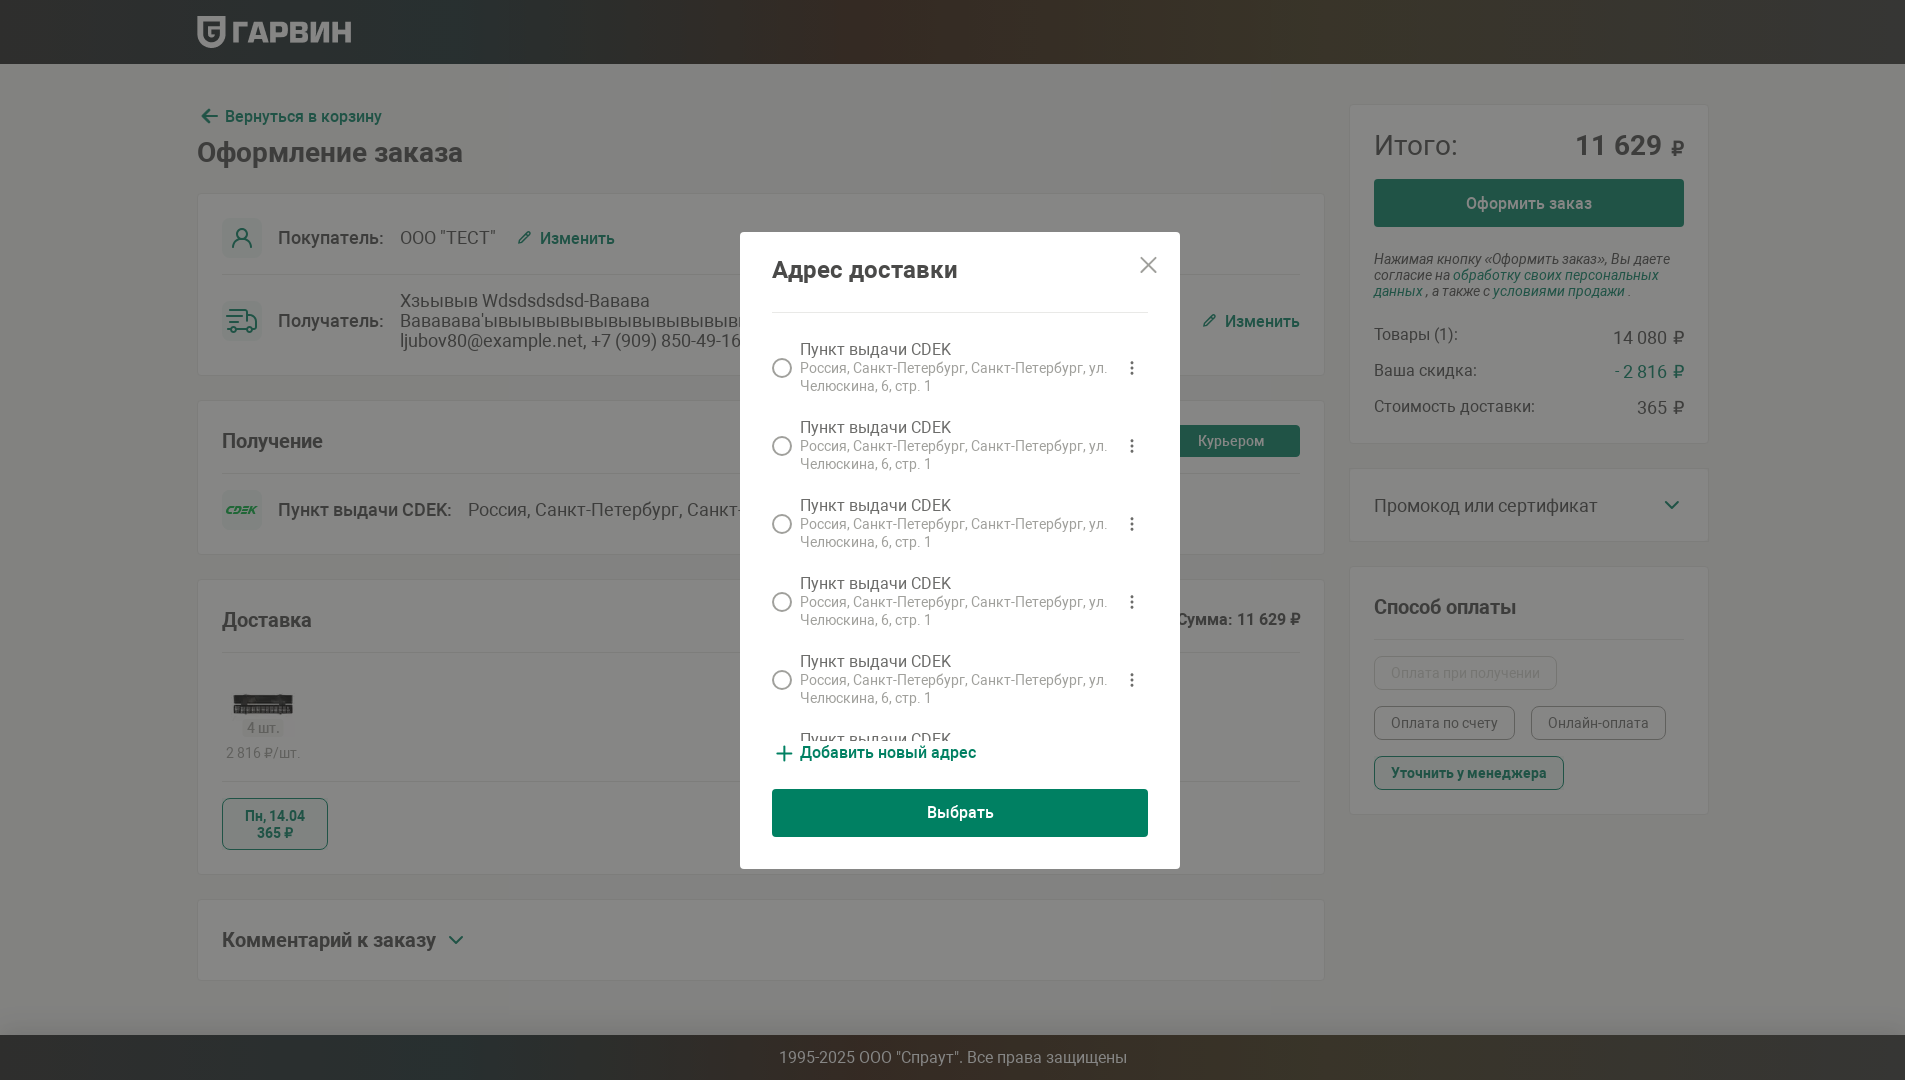 ГАРВИН
Вернуться в корзину
Оформление заказа
Покупатель:
ООО "ТЕСТ"
Изменить
Получатель:
Хзьывыв Wdsdsdsdsd-Вавава
ljubov80@example.net, +7 (909) 850-49-16
Изменить
Получение
Курьером
CDEK
Пункт выдачи CDEK:
Россия, Санкт-Петербург, Санкт-
Доставка
Сумма: 11 629 ₽
4 шт.
2 816 ₽/шт.
Пн, 14.04
365 ₽
Комментарий к заказу
Адрес доставки
Пункт выдачи CDEK
Россия, Санкт-Петербург, Санкт-Петербург, ул.
Челюскина, 6, стр. 1
Пункт выдачи CDEK
Россия, Санкт-Петербург, Санкт-Петербург, ул.
Челюскина, 6, стр. 1
Пункт выдачи CDEK
Россия, Санкт-Петербург, Санкт-Петербург, ул.
Челюскина, 6, стр. 1
Пункт выдачи CDEK
Россия, Санкт-Петербург, Санкт-Петербург, ул.
Челюскина, 6, стр. 1
Пункт выдачи CDEK
Россия, Санкт-Петербург, Санкт-Петербург, ул.
Челюскина, 6, стр. 1
Пункт выдачи CDEK
Добавить новый адрес
Выбрать
Итого:
11 629 ₽
Оформить заказ
Нажимая кнопку «Оформить заказ», Вы даете
согласие на обработку своих персональных
данных , а также с условиями продажи .
Товары (1):
14 080 ₽
Ваша скидка:
- 2 816 ₽
Стоимость доставки:
365 ₽
Промокод или сертификат
Способ оплаты
Оплата при получении
Оплата по счету
Онлайн-оплата
Уточнить у менеджера
1995-2025 ООО "Спраут". Все права защищены